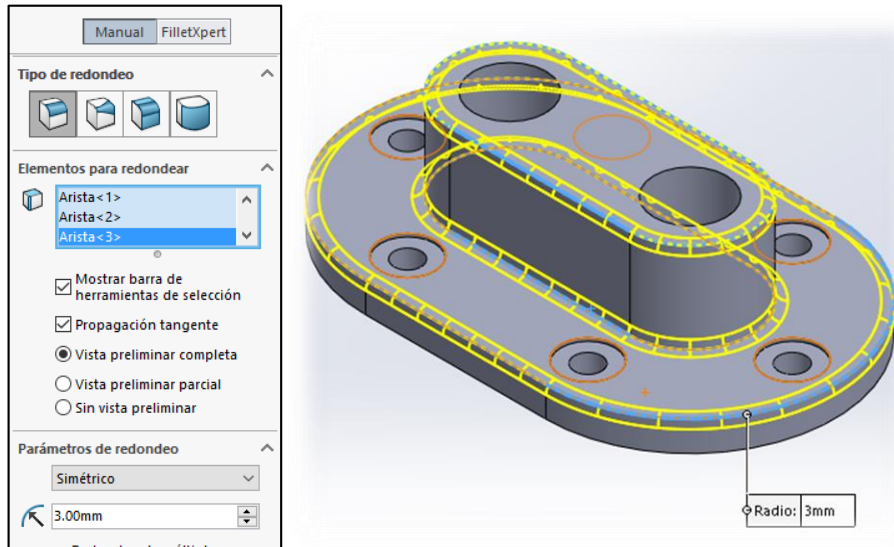 Manual FilletXpert
Tipo de redondeo
Elementos para redondear
Arista<1>
Arista<2>
Arista<3>
Mostrar barra de
herramientas de selección
Propagación tangente
Vista preliminar completa
Vista preliminar parcial
Sin vista preliminar
Parámetros de redondeo
Simétrico
3.00mm
Radio: 3mm